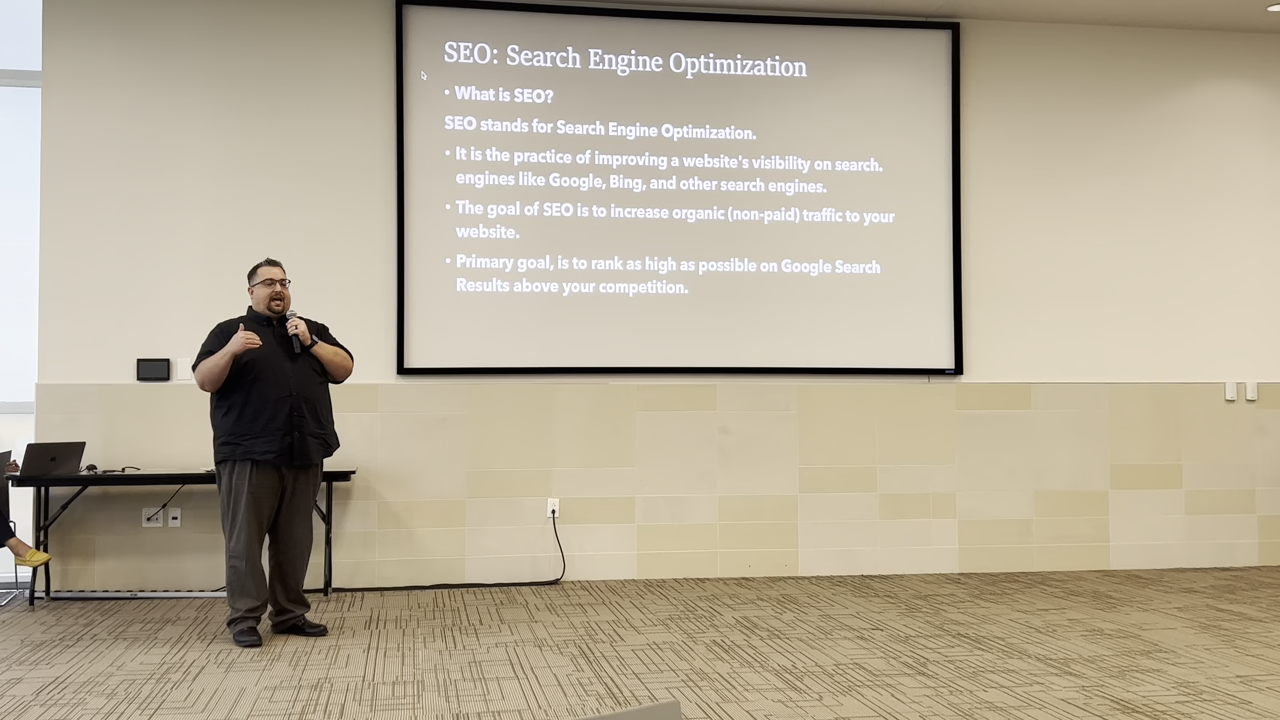 SEO: Search Engine Optimization
• What is SEO?
SEO stands for Search Engine Optimization.
• It is the practice of improving a website's visibility on search.
engines like Google, Bing, and other search engines.
• The goal of SEO is to increase organic (non-paid) traffic to your
website.
• Primary goal, is to rank as high as possible on Google Search
Results above your competition.